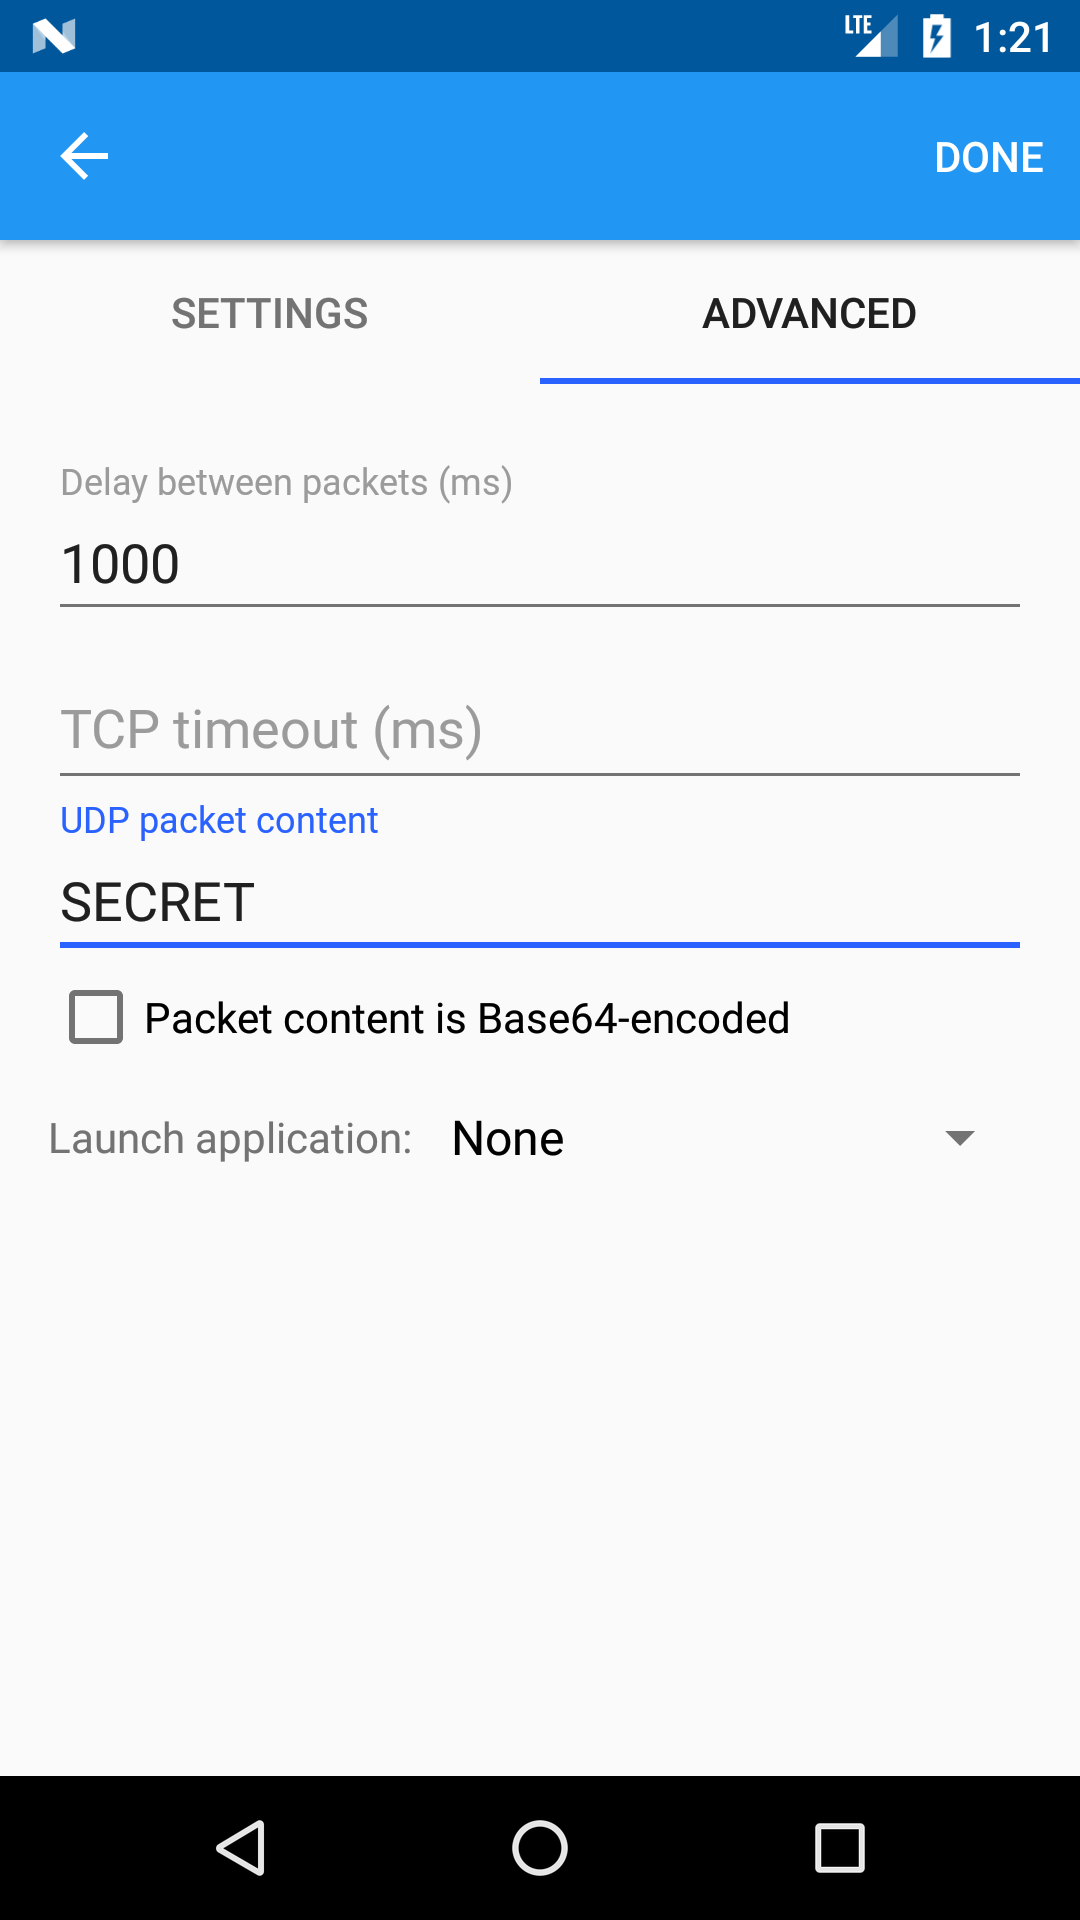 LTE 1:21
DONE
SETTINGS ADVANCED
Delay between packets (ms)
1000
TCP timeout (ms)
UDP packet content
SECRET
Packet content is Base64-encoded
Launch application: None